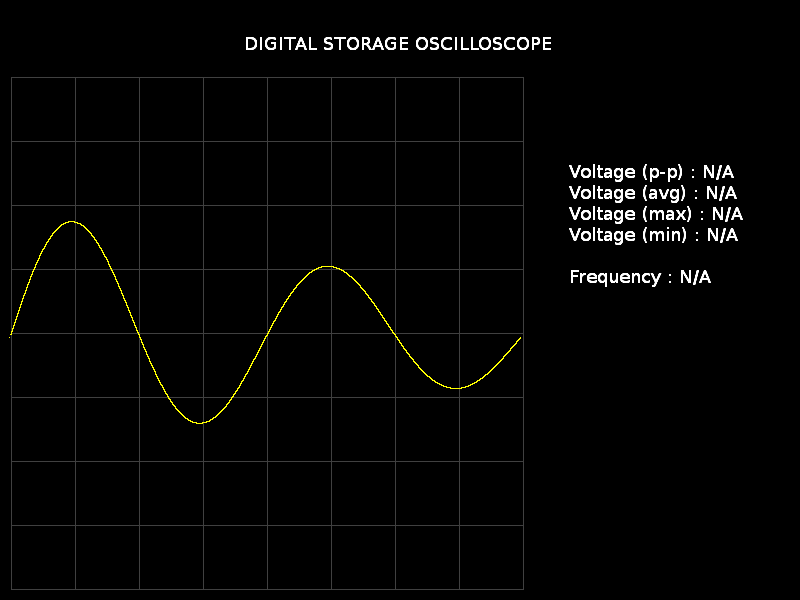 DIGITAL STORAGE OSCILLOSCOPE
Voltage (p-p) : N/A
Voltage (avg) : N/A
Voltage (max) : N/A
Voltage (min) : N/A
Frequency : N/A